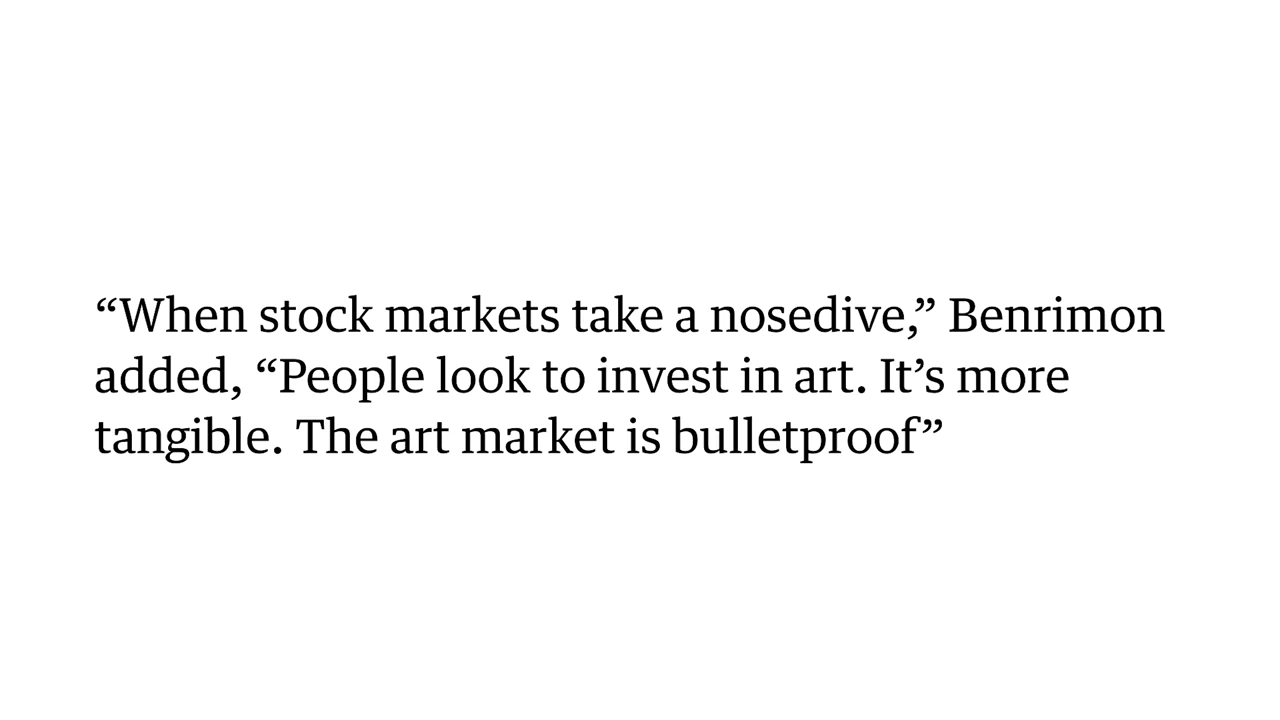 “When stock markets take a nosedive,” Benrimon
added, “People look to invest in art. It’s more
tangible. The art market is bulletproof”